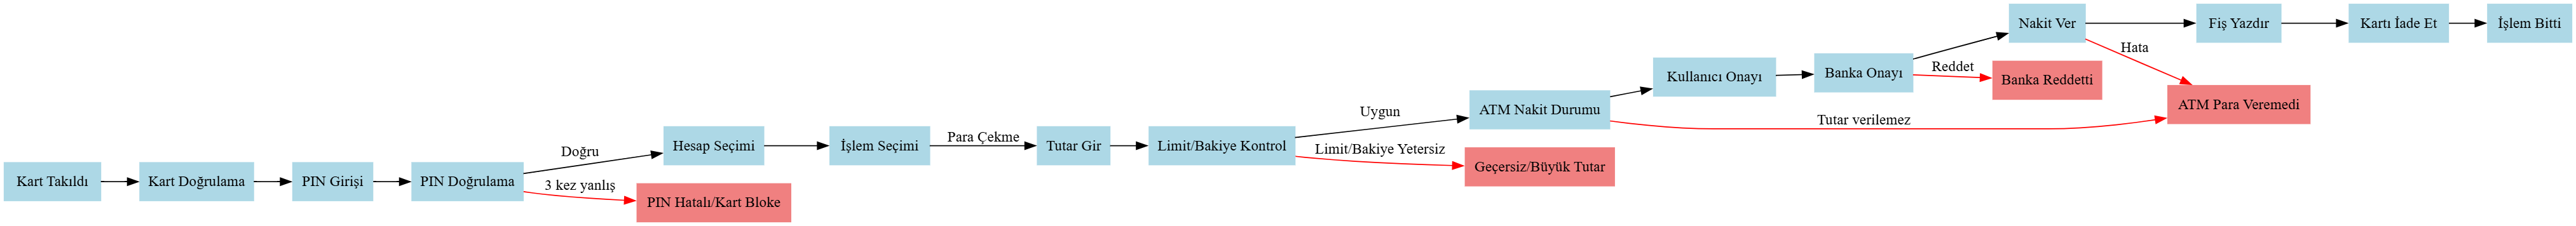 Kart Takıldı
Kart Doğrulama
PIN Girişi
PIN Doğrulama
Doğru
3 kez yanlış
Hesap Seçimi
PIN Hatalı/Kart Bloke
İşlem Seçimi
Para Çekme
Tutar Gir
Limit/Bakiye Kontrol
Uygun
Limit/Bakiye Yetersiz
ATM Nakit Durumu
Geçersiz/Büyük Tutar
Kullanıcı Onayı
Tutar verilemez
Banka Onayı
Reddet
Nakit Ver
Banka Reddetti
Hata
ATM Para Veremedi
Fiş Yazdır
Kartı İade Et
İşlem Bitti